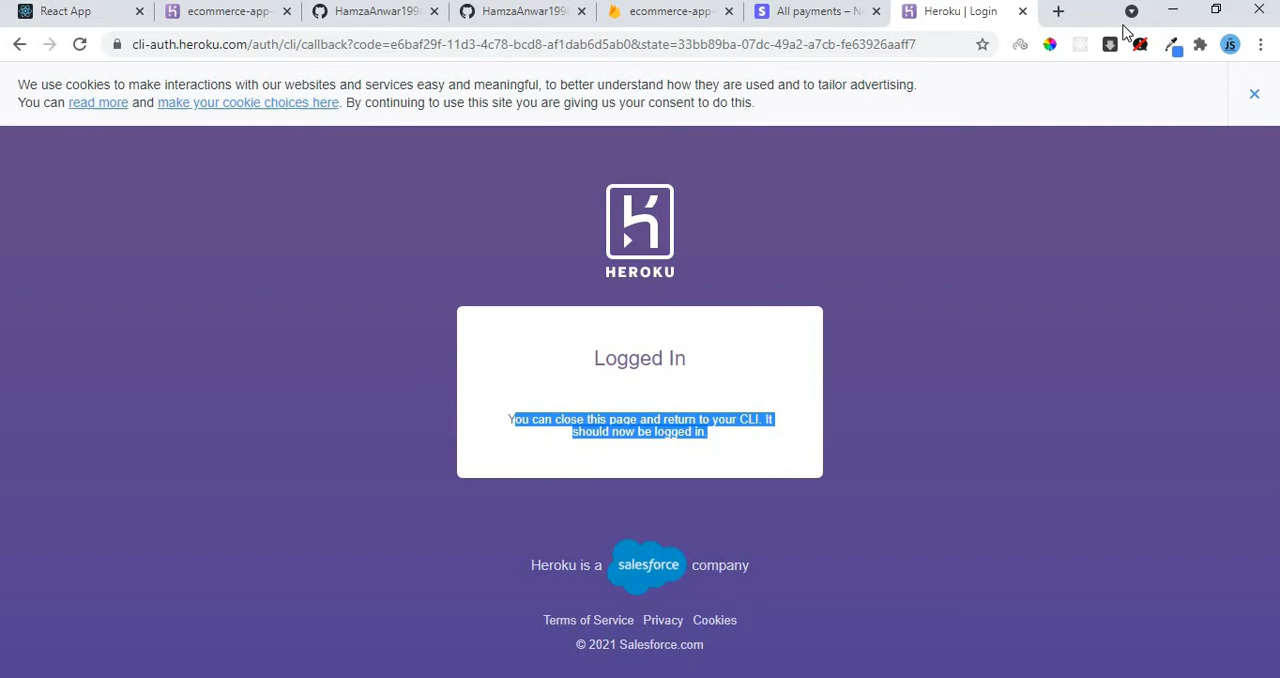 React App
ecommerce-app-
HamzaAnwar1998
HamzaAnwar1998
ecommerce-app-
S
All payments – N
Heroku | Login
cli-auth.heroku.com/auth/cli/callback?code=e6baf29f-11d3-4c78-bcd8-af1dab6d5ab0&state=33bb89ba-07dc-49a2-a7cb-fe63926aaff7
JS
We use cookies to make interactions with our websites and services easy and meaningful, to better understand how they are used and to tailor advertising.
You can read more and make your cookie choices here. By continuing to use this site you are giving us your consent to do this.
HEROKU
Logged In
You can close this page and return to your CLI. It
should now be logged in.
Heroku is a salesforce company
Terms of Service Privacy Cookies
© 2021 Salesforce.com